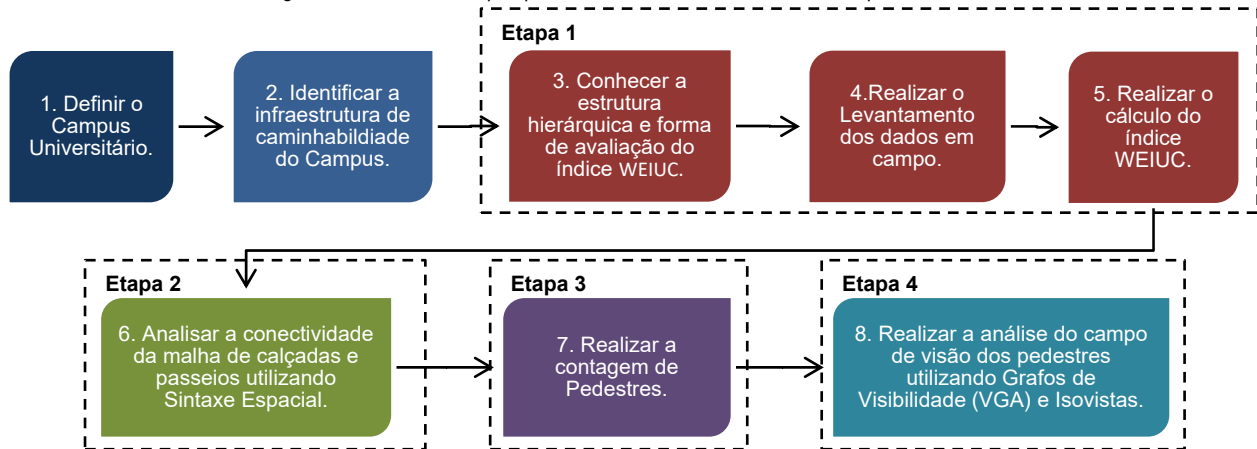 Etapa 1
1. Definir o
Campus
Universitário.
2. Identificar a
infraestrutura de
caminhabildiade
do Campus.
3. Conhecer a
estrutura
hierárquica e forma
de avaliação do
índice WEIUC.
4.Realizar o
Levantamento
dos dados em
campo.
5. Realizar o
cálculo do
índice
WEIUC.
Etapa 2
6. Analisar a conectividade
da malha de calçadas e
passeios utilizando
Sintaxe Espacial.
Etapa 3
7. Realizar a
contagem de
Pedestres.
Etapa 4
8. Realizar a análise do campo
de visão dos pedestres
utilizando Grafos de
Visibilidade (VGA) e Isovistas.